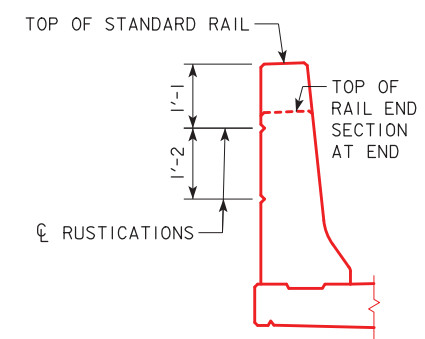 TOP OF STANDARD RAIL
1'-1
TOP OF
RAIL END
SECTION
AT END
1'-2
℄ RUSTICATIONS